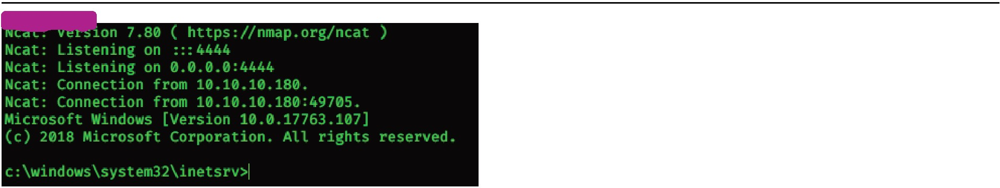 Ncat: Version 7.80 ( https://nmap.org/ncat )
Ncat: Listening on :::4444
Ncat: Listening on 0.0.0.0:4444
Ncat: Connection from 10.10.10.180.
Ncat: Connection from 10.10.10.180:49705.
Microsoft Windows [Version 10.0.17763.107]
(c) 2018 Microsoft Corporation. All rights reserved.
c:\windows\system32\inetsrv>